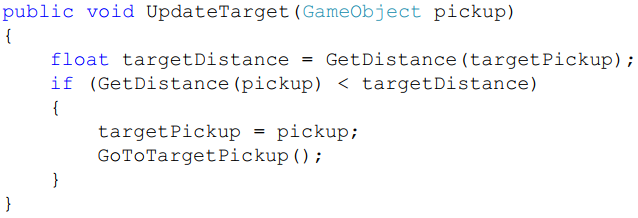 public void UpdateTarget(GameObject pickup)
{
    float targetDistance = GetDistance(targetPickup);
    if (GetDistance(pickup) < targetDistance)
    {
        targetPickup = pickup;
        GoToTargetPickup();
    }
}